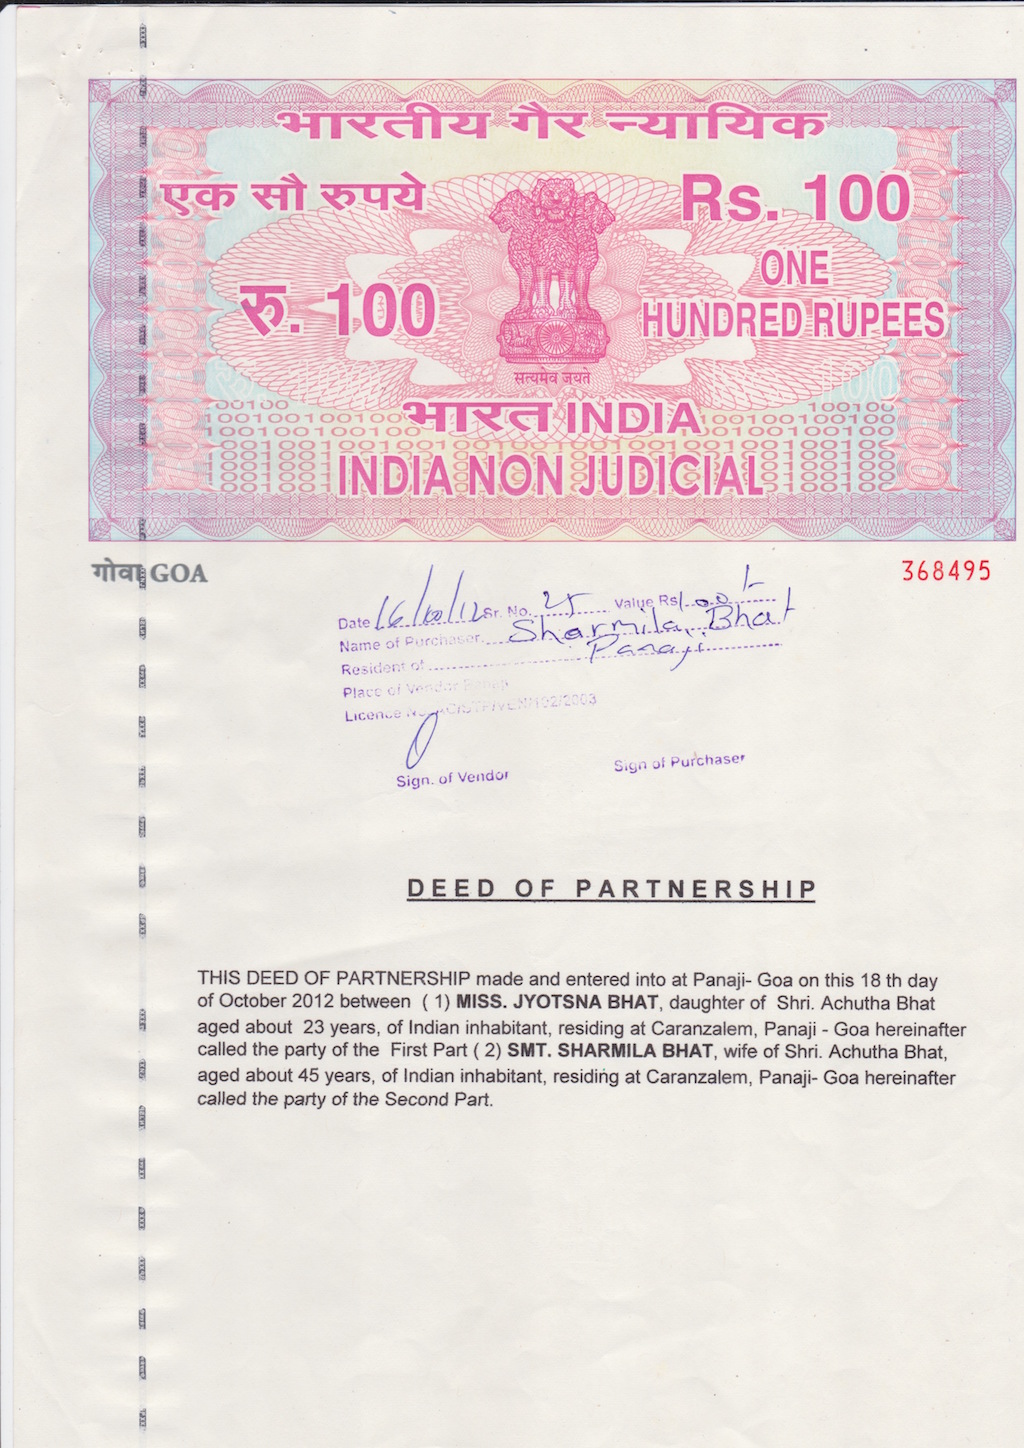 भारतीय गैर न्यायिक
एक सौ रुपये
Rs. 100
रु. 100
ONE
HUNDRED RUPEES
सत्यमेव जयते
भारत INDIA
INDIA NON JUDICIAL
गोवा GOA
368495
Date 16/10/12 Sr. No. 25 Value Rs 100/-
Name of Purchaser Sharmila Bhat
Resident of Panaji
Place of Vendor
Licence
Sign. of Vendor
Sign of Purchaser
DEED OF PARTNERSHIP
THIS DEED OF PARTNERSHIP made and entered into at Panaji- Goa on this 18 th day
of October 2012 between ( 1) MISS. JYOTSNA BHAT, daughter of Shri. Achutha Bhat
aged about 23 years, of Indian inhabitant, residing at Caranzalem, Panaji - Goa hereinafter
called the party of the First Part ( 2) SMT. SHARMILA BHAT, wife of Shri. Achutha Bhat,
aged about 45 years, of Indian inhabitant, residing at Caranzalem, Panaji- Goa hereinafter
called the party of the Second Part.